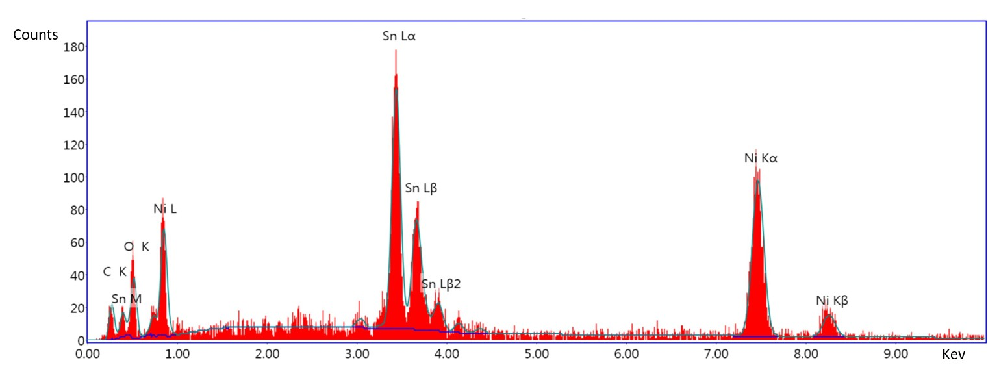 Counts
180
160
140
120
100
80
60
40
20
0
Sn Lα
Ni Kα
Sn Lβ
Ni L
O K
C K
Sn Lβ2
Sn M
Ni Kβ
0.00 1.00 2.00 3.00 4.00 5.00 6.00 7.00 8.00 9.00 Kev